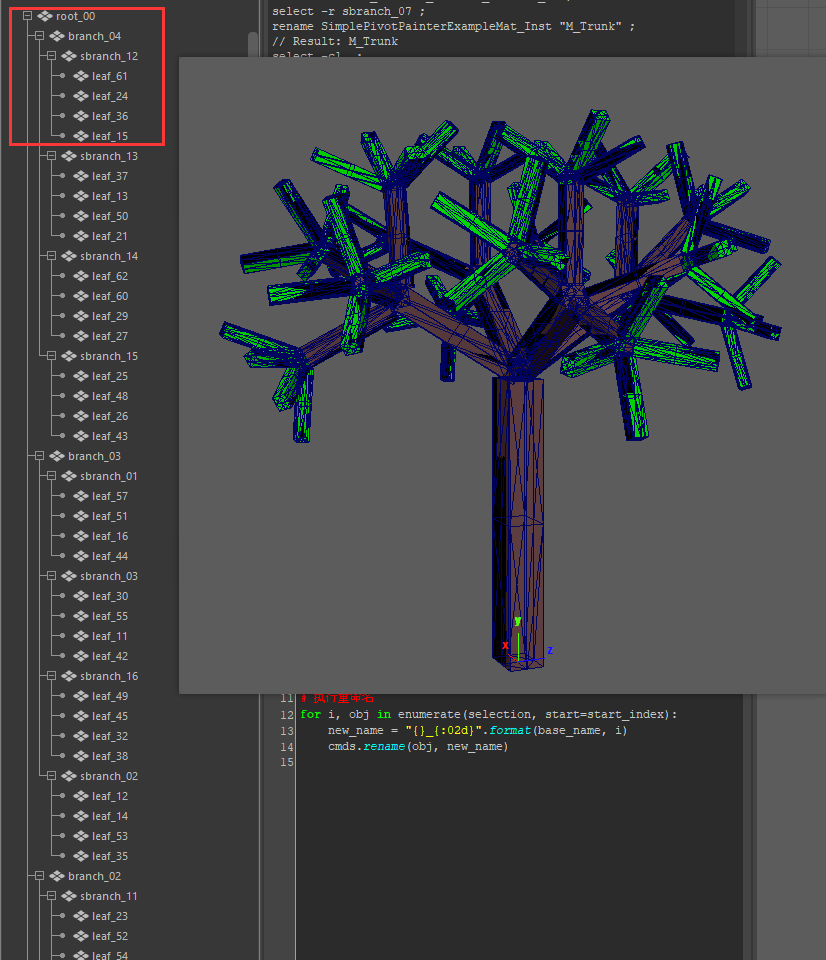 root_00
branch_04
sbranch_12
leaf_61
leaf_24
leaf_36
leaf_15
sbranch_13
leaf_37
leaf_13
leaf_50
leaf_21
sbranch_14
leaf_62
leaf_60
leaf_29
leaf_27
sbranch_15
leaf_25
leaf_48
leaf_26
leaf_43
branch_03
sbranch_01
leaf_57
leaf_51
leaf_16
leaf_44
sbranch_03
leaf_30
leaf_55
leaf_11
leaf_42
sbranch_16
leaf_49
leaf_45
leaf_32
leaf_38
sbranch_02
leaf_12
leaf_14
leaf_53
leaf_35
branch_02
sbranch_11
leaf_23
leaf_52
leaf_54
select -r sbranch_07 ;
rename SimplePivotPainterExampleMat_Inst "M_Trunk" ;
// Result: M_Trunk
select -cl ;
y
x
z
11 # 执行重命名
12 for i, obj in enumerate(selection, start=start_index):
13 new_name = "{}_{:02d}".format(base_name, i)
14 cmds.rename(obj, new_name)
15